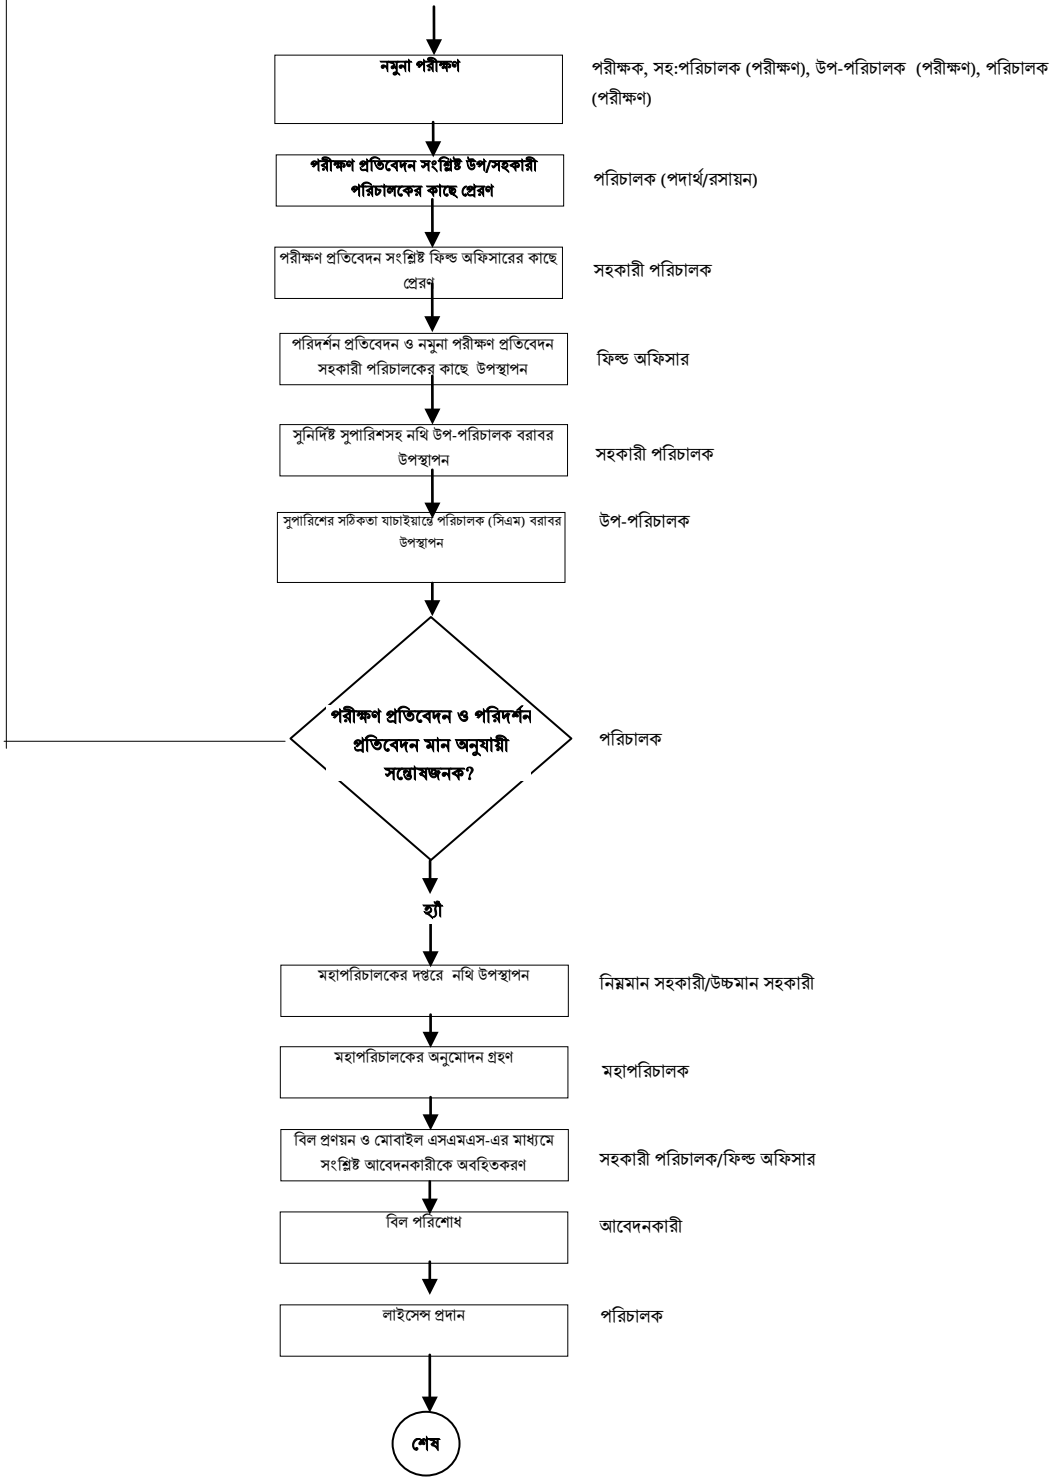 নমুনা পরীক্ষণ
পরীক্ষক, সহ:পরিচালক (পরীক্ষণ), উপ-পরিচালক (পরীক্ষণ), পরিচালক
(পরীক্ষণ)
পরীক্ষণ প্রতিবেদন সংশ্লিষ্ট উপ/সহকারী
পরিচালকের কাছে প্রেরণ
পরিচালক (পদার্থ/রসায়ন)
পরীক্ষণ প্রতিবেদন সংশ্লিষ্ট ফিল্ড অফিসারের কাছে
প্রেরণ
সহকারী পরিচালক
পরিদর্শন প্রতিবেদন ও নমুনা পরীক্ষণ প্রতিবেদন
সহকারী পরিচালকের কাছে উপস্থাপন
ফিল্ড অফিসার
সুনির্দিষ্ট সুপারিশসহ নথি উপ-পরিচালক বরাবর
উপস্থাপন
সহকারী পরিচালক
সুপারিশের সঠিকতা যাচাইয়ান্তে পরিচালক (সিএম) বরাবর
উপস্থাপন
উপ-পরিচালক
পরীক্ষণ প্রতিবেদন ও পরিদর্শন
প্রতিবেদন মান অনুযায়ী
সন্তোষজনক?
পরিচালক
হ্যাঁ
মহাপরিচালকের দপ্তরে নথি উপস্থাপন
নিম্নমান সহকারী/উচ্চমান সহকারী
মহাপরিচালকের অনুমোদন গ্রহণ
মহাপরিচালক
বিল প্রণয়ন ও মোবাইল এসএমএস-এর মাধ্যমে
সংশ্লিষ্ট আবেদনকারীকে অবহিতকরণ
সহকারী পরিচালক/ফিল্ড অফিসার
বিল পরিশোধ
আবেদনকারী
লাইসেন্স প্রদান
পরিচালক
শেষ